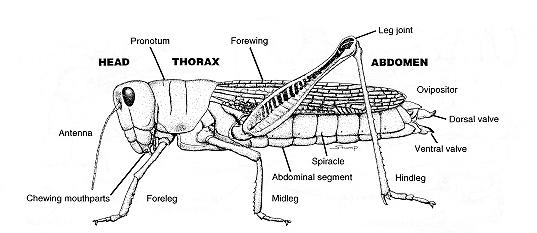 Leg joint
Pronotum
Forewing
HEAD
THORAX
ABDOMEN
Ovipositor
Dorsal valve
Antenna
Ventral valve
Stump
Spiracle
Abdominal segment
Hindleg
Chewing mouthparts
Foreleg
Midleg